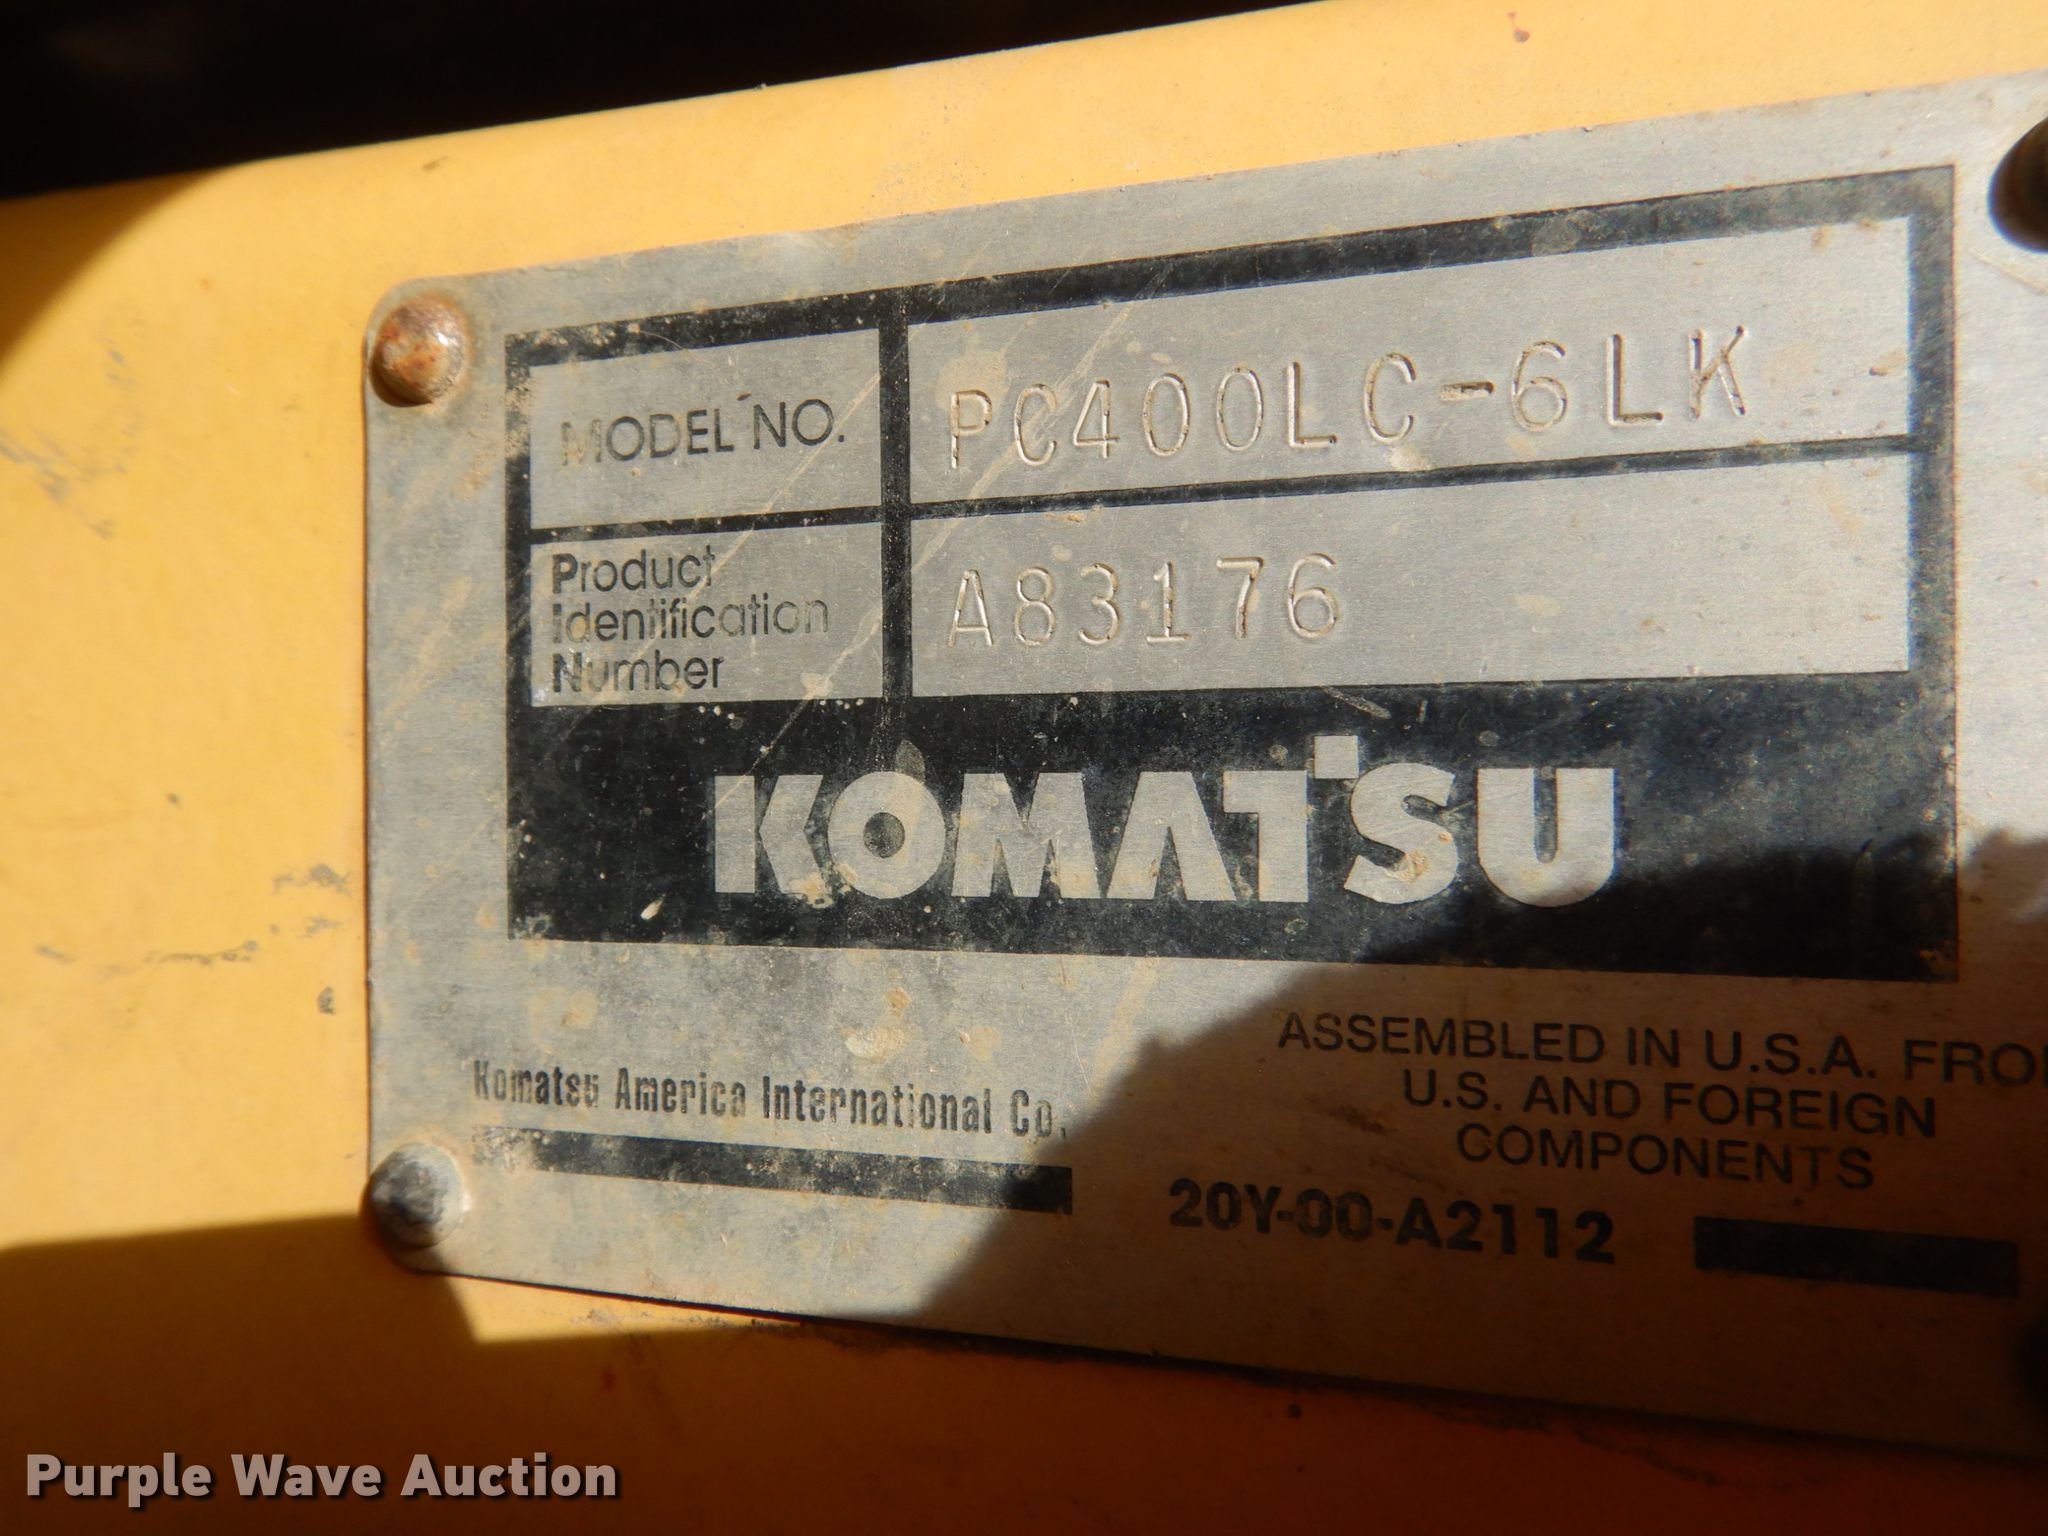 MODEL NO. PC400LC-6LK
Product
Identification
Number
A83176
KOMATSU
Komatsu America International Co.
ASSEMBLED IN U.S.A. FRO
U.S. AND FOREIGN
COMPONENTS
20Y-00-A2112
Purple Wave Auction